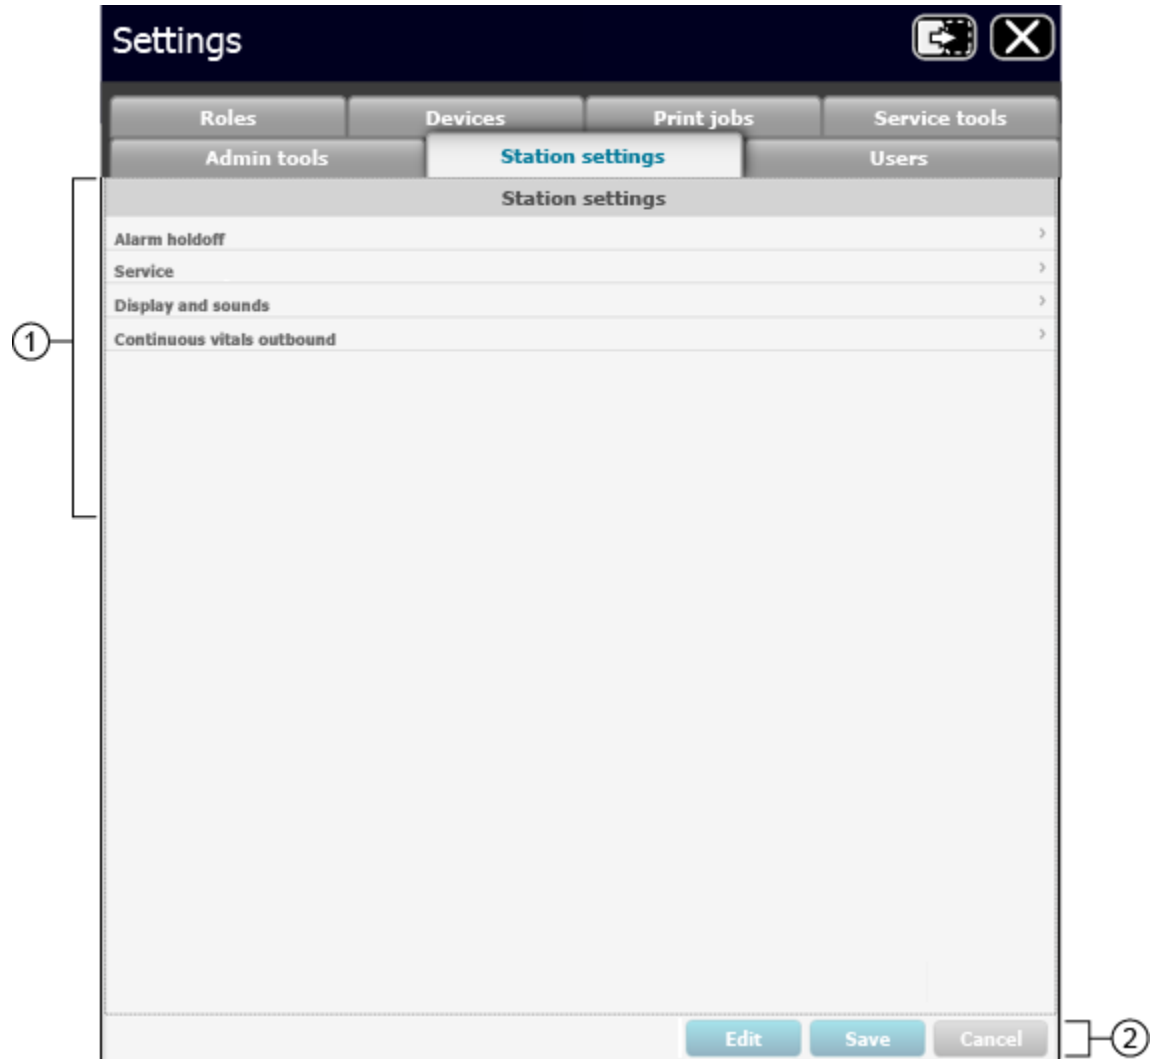 Settings
Roles Devices Print jobs Service tools
Admin tools Station settings Users
Station settings
Alarm holdoff
Service
Display and sounds
1
Continuous vitals outbound
Edit Save Cancel
2